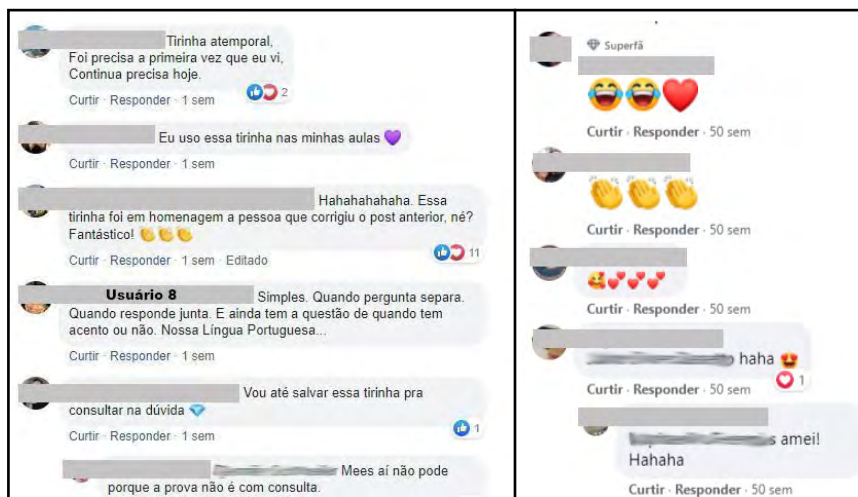 Tirinha atemporal,
Foi precisa a primeira vez que eu vi,
Continua precisa hoje.
Curtir · Responder · 1 sem
2
Eu uso essa tirinha nas minhas aulas 💜
Curtir · Responder · 1 sem
Hahahahahaha. Essa
tirinha foi em homenagem a pessoa que corrigiu o post anterior, né?
Fantástico! 👏👏👏
Curtir · Responder · 1 sem · Editado
11
Usuário 8 Simples. Quando pergunta separa.
Quando responde junta. E ainda tem a questão de quando tem
acento ou não. Nossa Língua Portuguesa...
Curtir · Responder · 1 sem
Vou até salvar essa tirinha pra
consultar na dúvida 💎
Curtir · Responder · 1 sem
1
Mees aí não pode
porque a prova não é com consulta.
Superfã
😂😂❤️
Curtir · Responder · 50 sem
👏👏👏
Curtir · Responder · 50 sem
🥰💕💕💕
Curtir · Responder · 50 sem
haha 😍
Curtir · Responder · 50 sem
1
amei!
Hahaha
Curtir · Responder · 50 sem